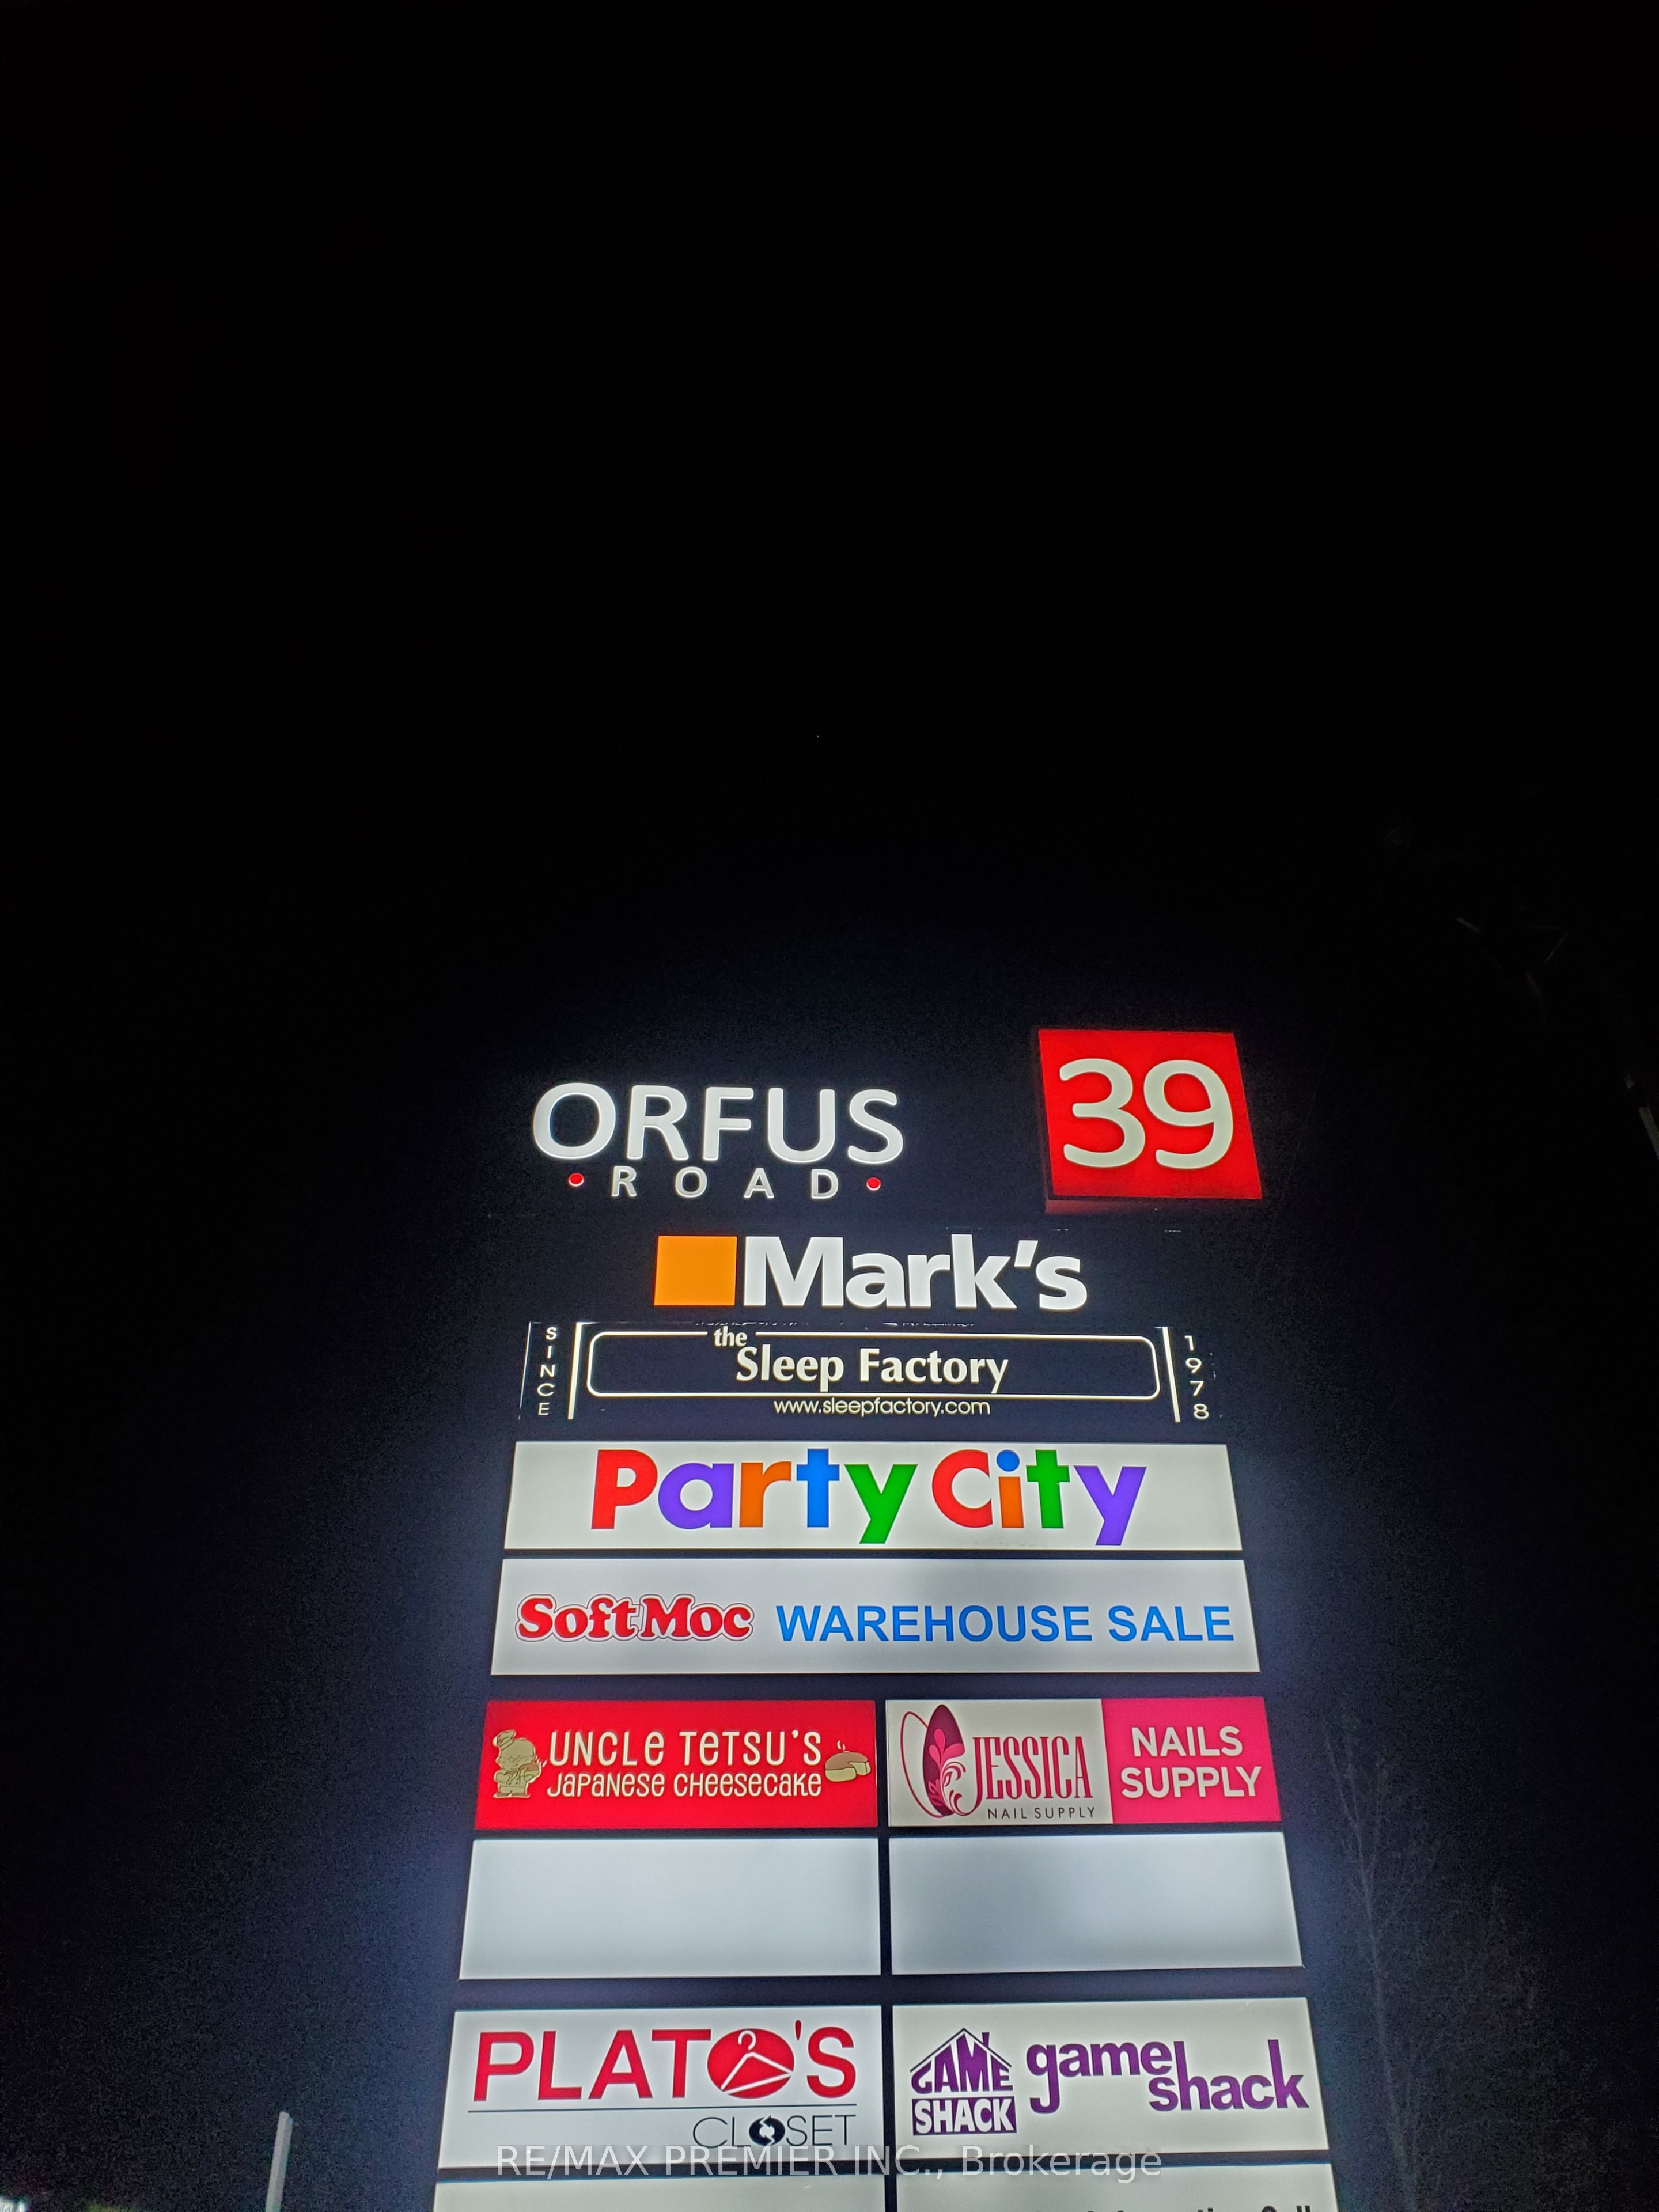 ORFUS
ROAD
39
Mark's
SINCE
the
Sleep Factory
www.sleepfactory.com
1978
Party City
SoftMoc WAREHOUSE SALE
UNCLE TETSU'S
JAPANESE CHEESECAKE
JESSICA
NAIL SUPPLY
NAILS
SUPPLY
PLATO'S
CLOSET
GAME
SHACK
game
shack
RE/MAX PREMIER INC., Brokerage